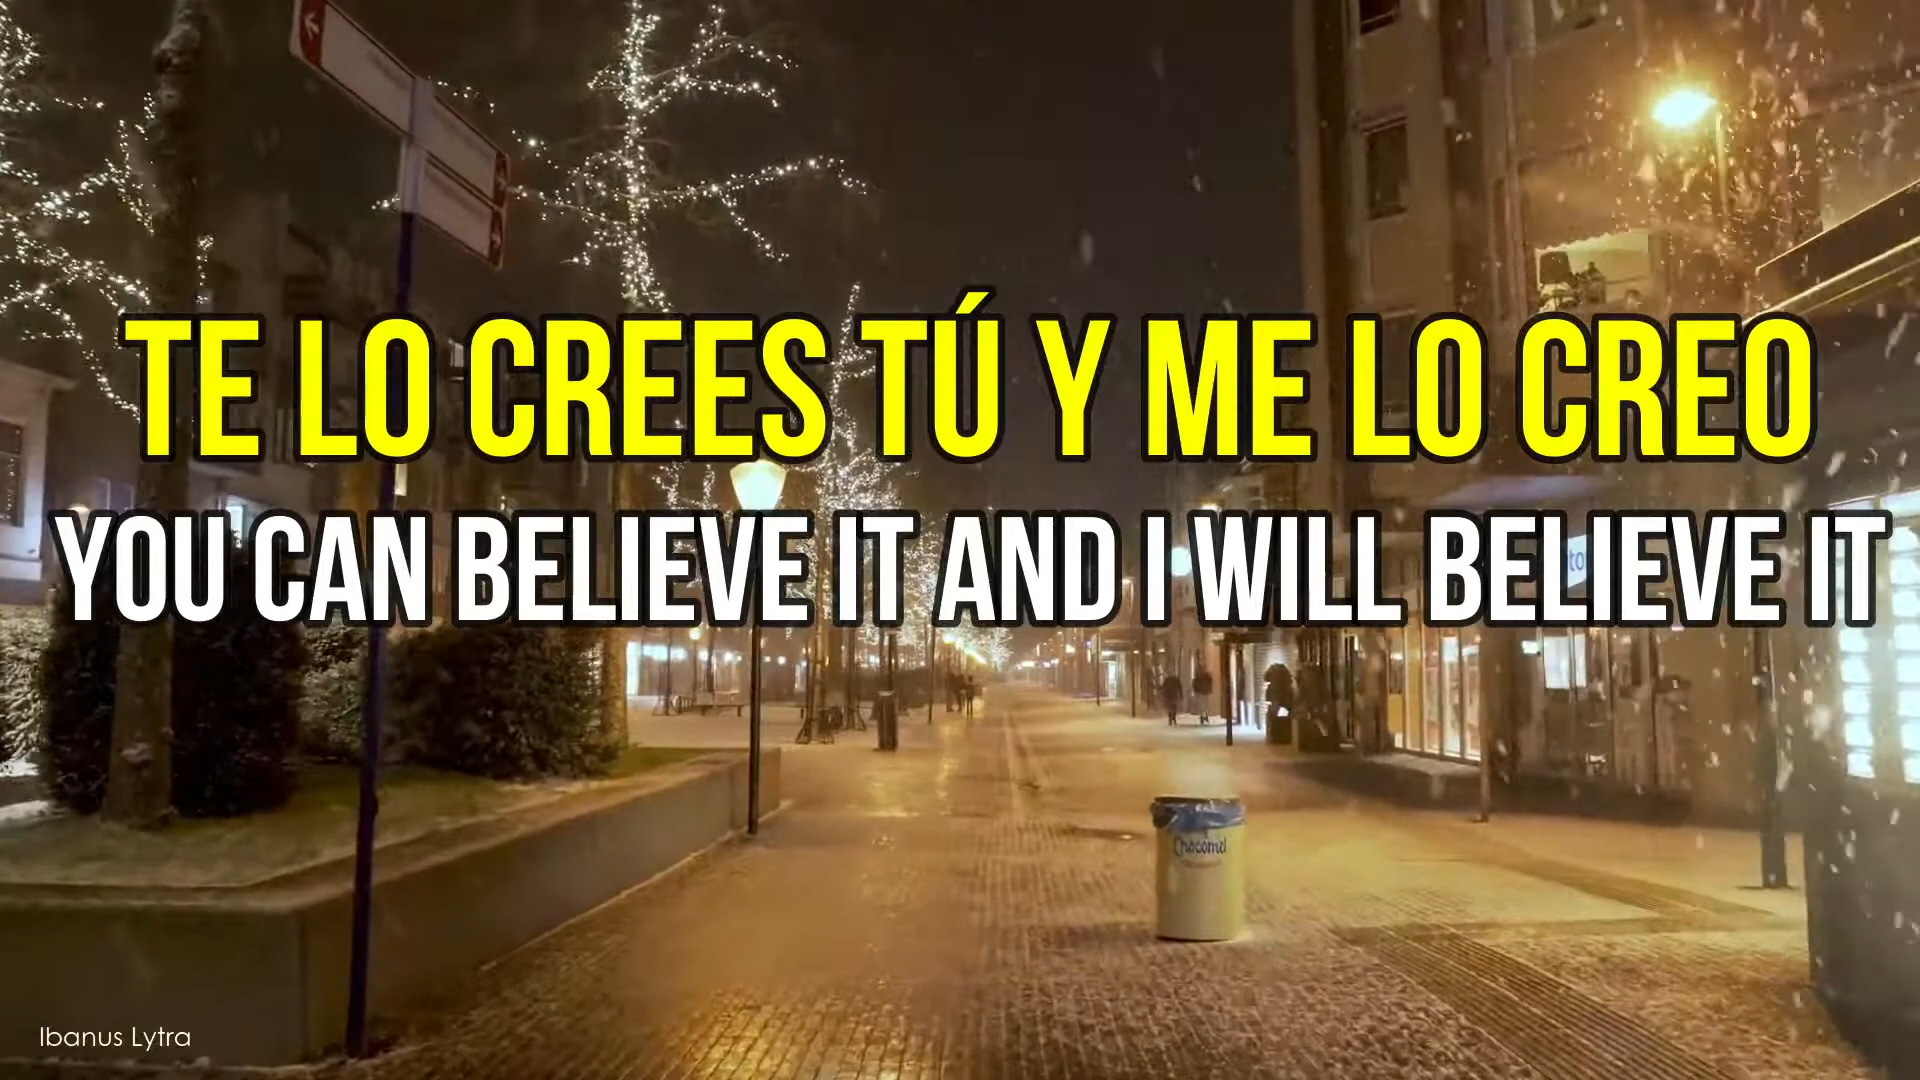 TE LO CREES TÚ Y ME LO CREO
YOU CAN BELIEVE IT AND I WILL BELIEVE IT
Chocomel
Ibanus Lytra